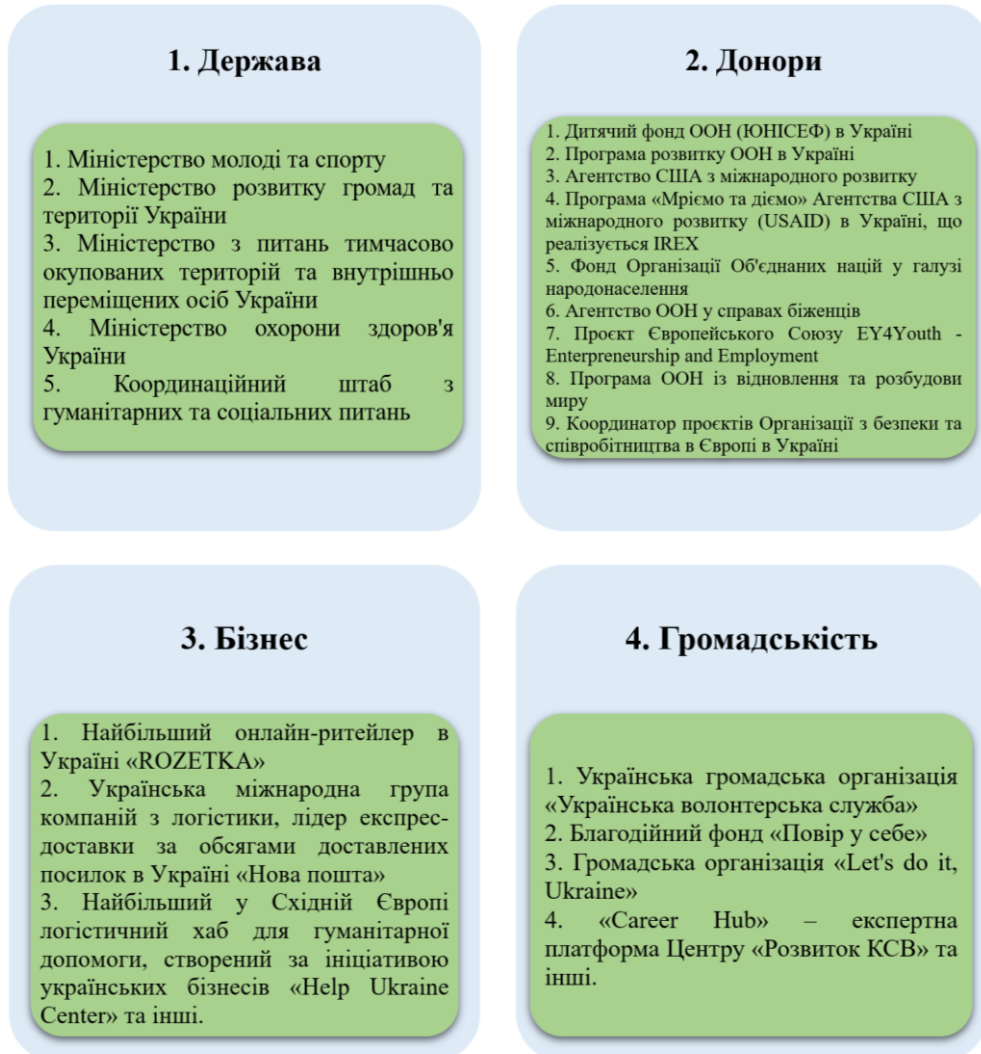 1. Держава
1. Міністерство молоді та спорту
2. Міністерство розвитку громад та
території України
3. Міністерство з питань тимчасово
окупованих територій та внутрішньо
переміщених осіб України
4. Міністерство охорони здоров'я
України
5. Координаційний штаб з
гуманітарних та соціальних питань
2. Донори
1. Дитячий фонд ООН (ЮНІСЕФ) в Україні
2. Програма розвитку ООН в Україні
3. Агентство США з міжнародного розвитку
4. Програма «Мріємо та діємо» Агентства США з
міжнародного розвитку (USAID) в Україні, що
реалізується IREX
5. Фонд Організації Об'єднаних націй у галузі
народонаселення
6. Агентство ООН у справах біженців
7. Проєкт Європейського Союзу EY4Youth -
Enterpreneurship and Employment
8. Програма ООН із відновлення та розбудови
миру
9. Координатор проєктів Організації з безпеки та
співробітництва в Європі в Україні
3. Бізнес
1. Найбільший онлайн-ритейлер в
Україні «ROZETKA»
2. Українська міжнародна група
компаній з логістики, лідер експрес-
доставки за обсягами доставлених
посилок в Україні «Нова пошта»
3. Найбільший у Східній Європі
логістичний хаб для гуманітарної
допомоги, створений за ініціативою
українських бізнесів «Help Ukraine
Center» та інші.
4. Громадськість
1. Українська громадська організація
«Українська волонтерська служба»
2. Благодійний фонд «Повір у себе»
3. Громадська організація «Let's do it,
Ukraine»
4. «Career Hub» – експертна
платформа Центру «Розвиток КСВ» та
інші.